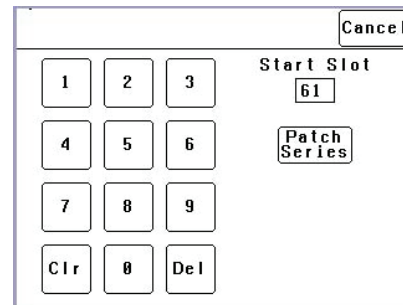 Cancel
Start Slot
61
1 2 3
4 5 6
Patch
Series
7 8 9
Clr 0 Del